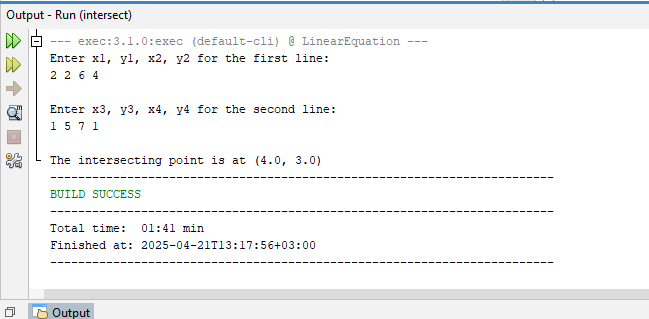 Output - Run (intersect)
--- exec:3.1.0:exec (default-cli) @ LinearEquation ---
Enter x1, y1, x2, y2 for the first line:
2 2 6 4
Enter x3, y3, x4, y4 for the second line:
1 5 7 1
The intersecting point is at (4.0, 3.0)
------------------------------------------------------------------------
BUILD SUCCESS
------------------------------------------------------------------------
Total time:  01:41 min
Finished at: 2025-04-21T13:17:56+03:00
------------------------------------------------------------------------
Output